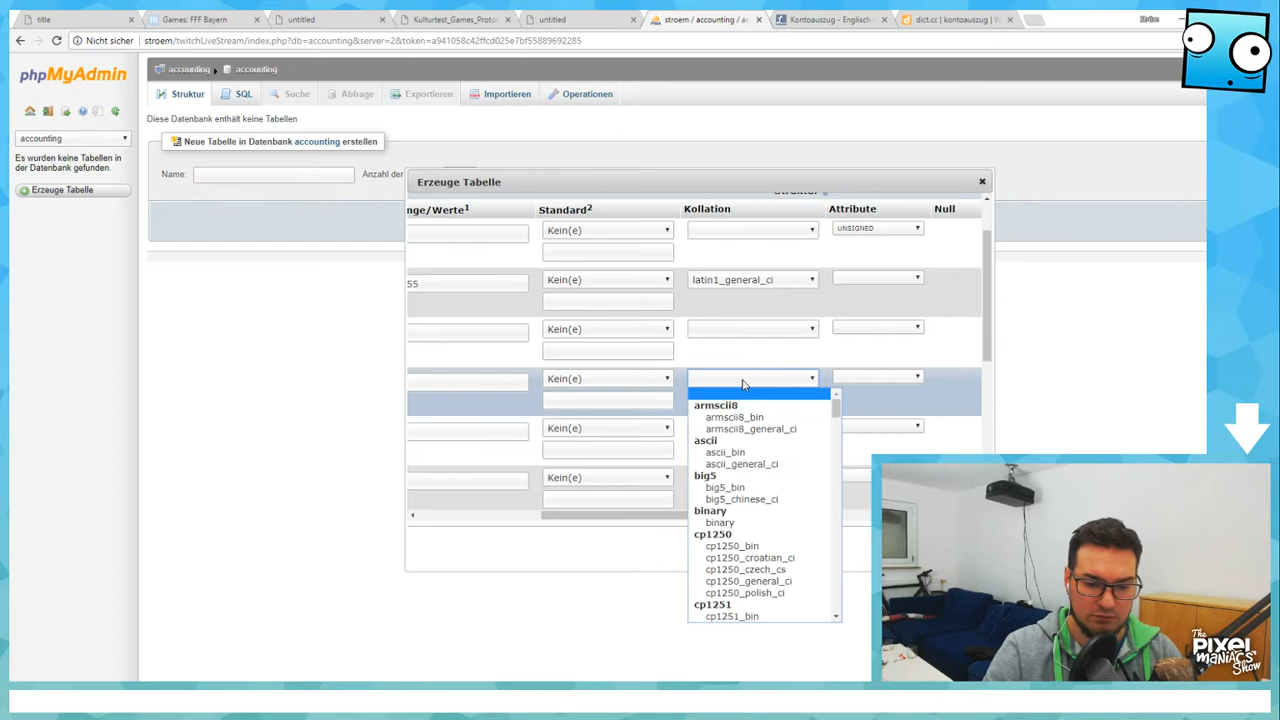 title
Games: FFF Bayern
untitled
Kulturtest_Games_Protot
untitled
stroem / accounting / ac
Kontoauszug - Englisch-
dict.cc | kontoauszug | W
Nicht sicher
stroem/twitchLiveStream/index.php?db=accounting&server=2&token=a941058c42ffcd025e7bf55889692285
phpMyAdmin
accounting
accounting
Struktur
SQL
Suche
Abfrage
Exportieren
Importieren
Operationen
Diese Datenbank enthält keine Tabellen
accounting
Neue Tabelle in Datenbank accounting erstellen
Es wurden keine Tabellen in
der Datenbank gefunden.
Name:
Anzahl der
Erzeuge Tabelle
Erzeuge Tabelle
nge/Werte1
Standard2
Kollation
Attribute
Null
Kein(e)
UNSIGNED
55
Kein(e)
latin1_general_ci
Kein(e)
Kein(e)
Kein(e)
Kein(e)
armscii8
armscii8_bin
armscii8_general_ci
ascii
ascii_bin
ascii_general_ci
big5
big5_bin
big5_chinese_ci
binary
binary
cp1250
cp1250_bin
cp1250_croatian_ci
cp1250_czech_cs
cp1250_general_ci
cp1250_polish_ci
cp1251
cp1251_bin
The
PIXEL
MANIACS
Show